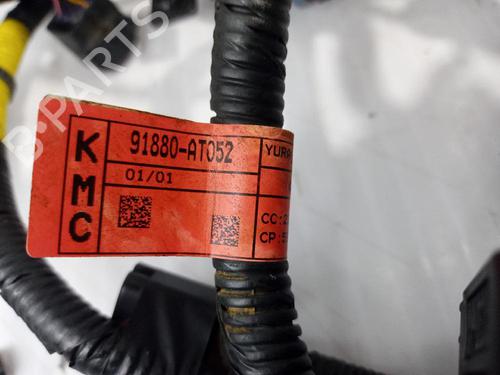 B-PARTS
KMC
91880-AT052
01/01
YURA
CC:2
CP:5